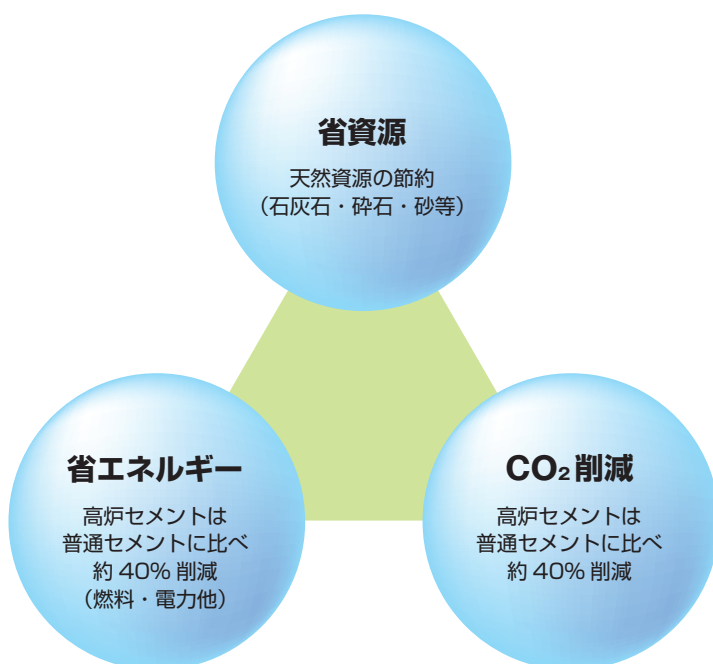 省資源
天然資源の節約
（石灰石・砕石・砂等）
省エネルギー
高炉セメントは
普通セメントに比べ
約 40% 削減
（燃料・電力他）
CO₂削減
高炉セメントは
普通セメントに比べ
約 40% 削減